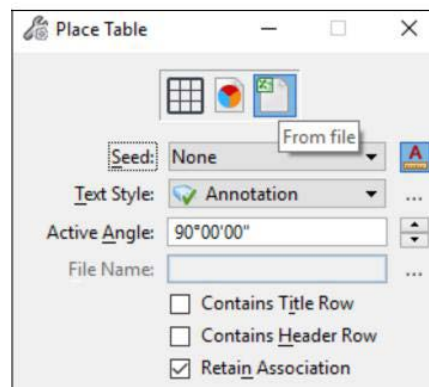 Place Table
From file
Seed: None
Text Style: Annotation
Active Angle: 90°00'00"
File Name:
Contains Title Row
Contains Header Row
Retain Association